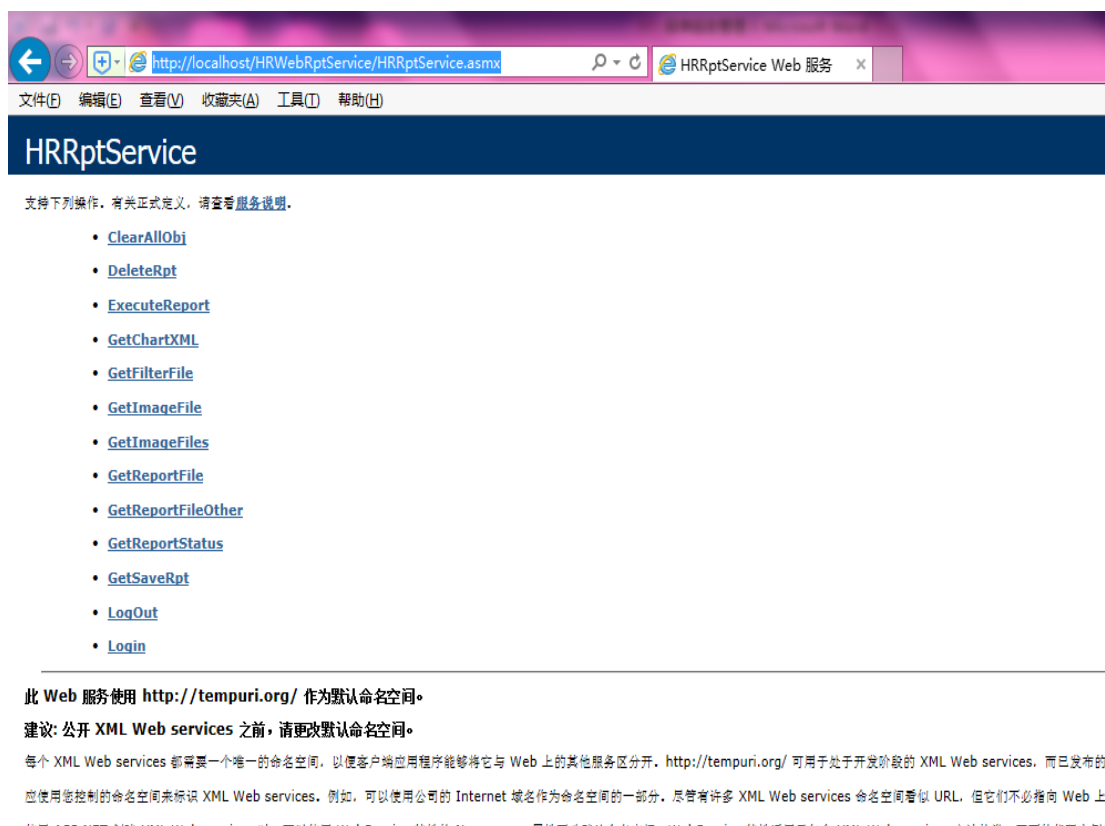 http://localhost/HRWebRptService/HRRptService.asmx
HRRptService Web 服务
文件(F) 编辑(E) 查看(V) 收藏夹(A) 工具(T) 帮助(H)
HRRptService
支持下列操作。有关正式定义，请查看服务说明。
• ClearAllObj
• DeleteRpt
• ExecuteReport
• GetChartXML
• GetFilterFile
• GetImageFile
• GetImageFiles
• GetReportFile
• GetReportFileOther
• GetReportStatus
• GetSaveRpt
• LogOut
• Login
此 Web 服务使用 http://tempuri.org/ 作为默认命名空间。
建议: 公开 XML Web services 之前，请更改默认命名空间。
每个 XML Web services 都需要一个唯一的命名空间，以便客户端应用程序能够将它与 Web 上的其他服务区分开。http://tempuri.org/ 可用于处于开发阶段的 XML Web services，而已发布的
应使用您控制的命名空间来标识 XML Web services。例如，可以使用公司的 Internet 域名作为命名空间的一部分。尽管有许多 XML Web services 命名空间看似 URL，但它们不必指向 Web 上